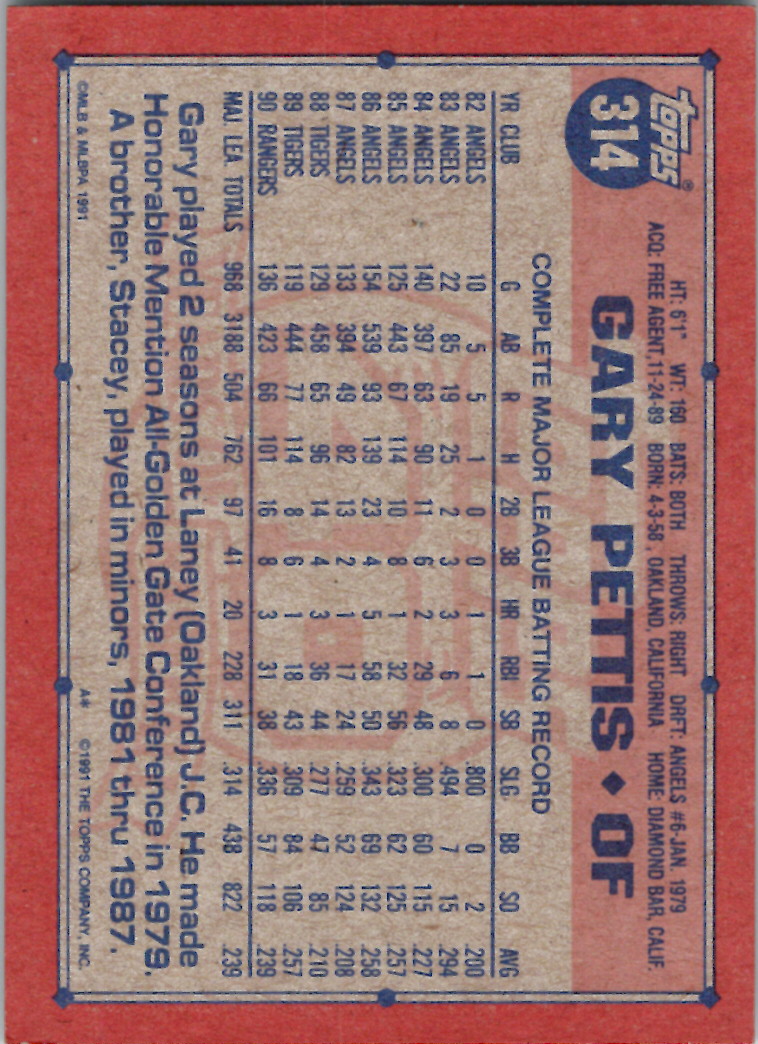 Topps®
314
HT: 6'1" WT: 160 BATS: BOTH THROWS: RIGHT DRFT: ANGELS #6-JAN. 1979
ACQ: FREE AGENT, 11-24-89 BORN: 4-3-58, OAKLAND, CALIFORNIA HOME: DIAMOND BAR, CALIF.
GARY PETTIS ♦ OF
COMPLETE MAJOR LEAGUE BATTING RECORD
YR CLUB G AB R H 2B 3B HR RBI SB SLG BB SO AVG
82 ANGELS 10 5 5 1 0 0 1 1 0 .800 0 2 .200
83 ANGELS 22 85 19 25 2 3 3 6 8 .494 7 15 .294
84 ANGELS 140 397 63 90 11 6 2 29 48 .300 60 115 .227
85 ANGELS 125 443 67 114 10 8 1 32 56 .323 62 125 .257
86 ANGELS 154 539 93 139 23 4 5 58 50 .343 69 132 .258
87 ANGELS 133 394 49 82 13 2 1 17 24 .259 52 124 .208
88 TIGERS 129 458 65 96 14 4 3 36 44 .277 47 85 .210
89 TIGERS 119 444 77 114 8 6 1 18 43 .309 84 106 .257
90 RANGERS 136 423 66 101 16 8 3 31 38 .336 57 118 .239
MAJ LEA TOTALS 968 3188 504 762 97 41 20 228 311 .314 438 822 .239
Gary played 2 seasons at Laney (Oakland) J.C. He made
Honorable Mention All-Golden Gate Conference in 1979.
A brother, Stacey, played in minors, 1981 thru 1987.
©MLB & MLBPA 1991 A* ©1991 THE TOPPS COMPANY, INC.